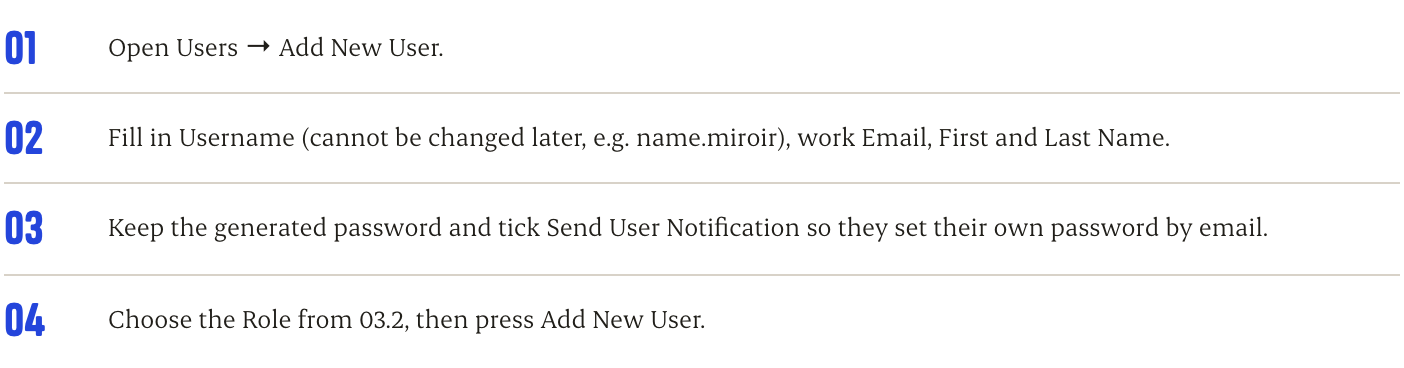 01 Open Users → Add New User.
02 Fill in Username (cannot be changed later, e.g. name.miroir), work Email, First and Last Name.
03 Keep the generated password and tick Send User Notification so they set their own password by email.
04 Choose the Role from 03.2, then press Add New User.